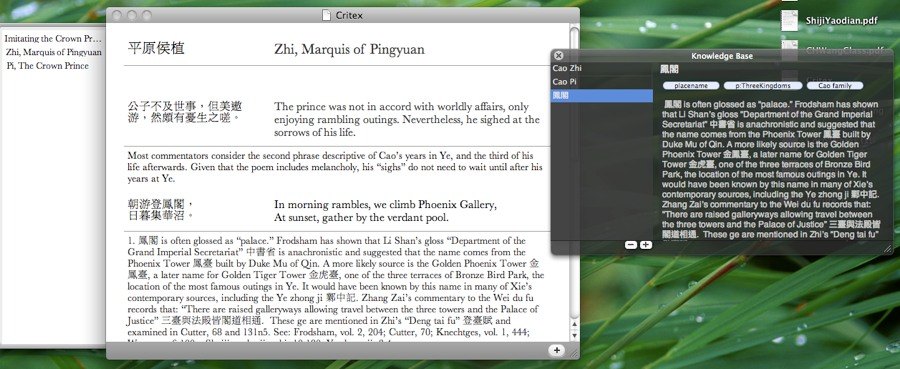 Critex
Imitating the Crown Pr…
Zhi, Marquis of Pingyuan
Pi, The Crown Prince
平原侯植
Zhi, Marquis of Pingyuan
公子不及世事，但美遨
游，然頗有憂生之嗟。
The prince was not in accord with worldly affairs, only
enjoying rambling outings. Nevertheless, he sighed at the
sorrows of his life.
Most commentators consider the second phrase descriptive of Cao’s years in Ye, and the third of his
life afterwards. Given that the poem includes melancholy, his “sighs” do not need to wait until after his
years at Ye.
朝游登鳳閣，
日暮集華沼。
In morning rambles, we climb Phoenix Gallery,
At sunset, gather by the verdant pool.
1. 鳳閣 is often glossed as “palace.” Frodsham has shown that Li Shan’s gloss “Department of the
Grand Imperial Secretariat” 中書省 is anachronistic and suggested that the name comes from the
Phoenix Tower 鳳臺 built by Duke Mu of Qin. A more likely source is the Golden Phoenix Tower 金
鳳臺, a later name for Golden Tiger Tower 金虎臺, one of the three terraces of Bronze Bird Park, the
location of the most famous outings in Ye. It would have been known by this name in many of Xie’s
contemporary sources, including the Ye zhong ji 鄴中記. Zhang Zai’s commentary to the Wei du fu
records that: “There are raised galleryways allowing travel between the three towers and the Palace of
Justice” 三臺與法殿皆閣道相通. These ge are mentioned in Zhi’s “Deng tai fu” 登臺賦 and
examined in Cutter, 68 and 131n5. See: Frodsham, vol. 2, 204; Cutter, 70; Knechtges, vol. 1, 444;
Knowledge Base
Cao Zhi
Cao Pi
鳳閣
鳳閣
placename
p:ThreeKingdoms
Cao family
鳳閣 is often glossed as “palace.” Frodsham has shown
that Li Shan’s gloss “Department of the Grand Imperial
Secretariat” 中書省 is anachronistic and suggested that
the name comes from the Phoenix Tower 鳳臺 built by
Duke Mu of Qin. A more likely source is the Golden
Phoenix Tower 金鳳臺, a later name for Golden Tiger
Tower 金虎臺, one of the three terraces of Bronze Bird
Park, the location of the most famous outings in Ye. It
would have been known by this name in many of Xie’s
contemporary sources, including the Ye zhong ji 鄴中記.
Zhang Zai’s commentary to the Wei du fu records that:
“There are raised galleryways allowing travel between
the three towers and the Palace of Justice” 三臺與法殿皆
閣道相通. These ge are mentioned in Zhi’s “Deng tai fu”
ShijiYaodian.pdf